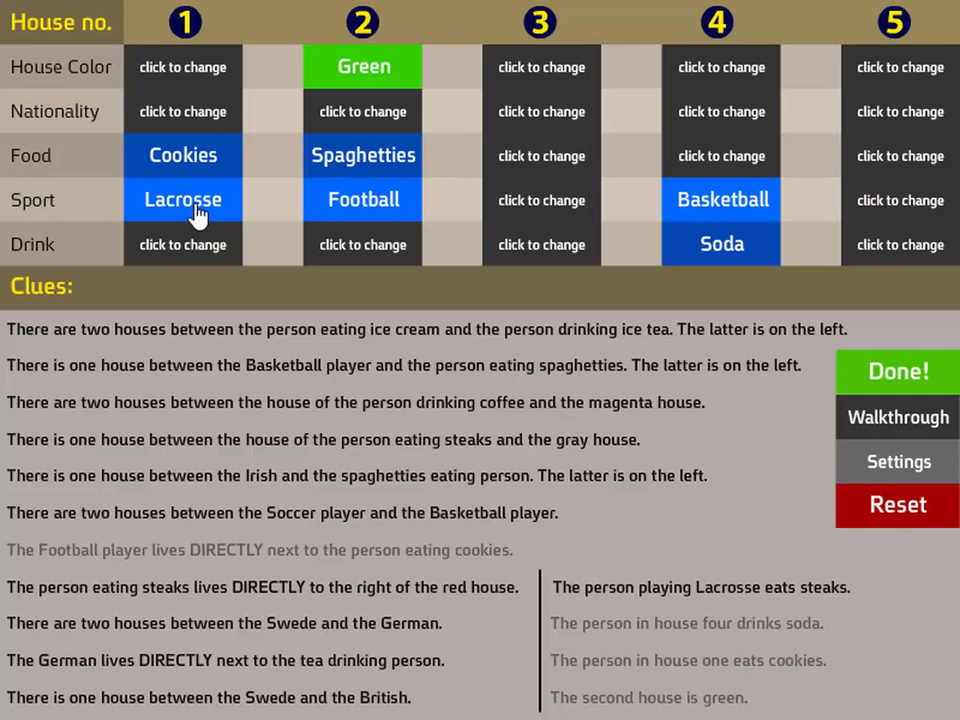 House no. 1 2 3 4 5
House Color click to change Green click to change click to change click to change
Nationality click to change click to change click to change click to change click to change
Food Cookies Spaghetties click to change click to change click to change
Sport Lacrosse Football click to change Basketball click to change
Drink click to change click to change click to change Soda click to change
Clues:
There are two houses between the person eating ice cream and the person drinking ice tea. The latter is on the left.
There is one house between the Basketball player and the person eating spaghetties. The latter is on the left.
There are two houses between the house of the person drinking coffee and the magenta house.
There is one house between the house of the person eating steaks and the gray house.
There is one house between the Irish and the spaghetties eating person. The latter is on the left.
There are two houses between the Soccer player and the Basketball player.
The Football player lives DIRECTLY next to the person eating cookies.
The person eating steaks lives DIRECTLY to the right of the red house.
There are two houses between the Swede and the German.
The German lives DIRECTLY next to the tea drinking person.
There is one house between the Swede and the British.
The person playing Lacrosse eats steaks.
The person in house four drinks soda.
The person in house one eats cookies.
The second house is green.
Done!
Walkthrough
Settings
Reset